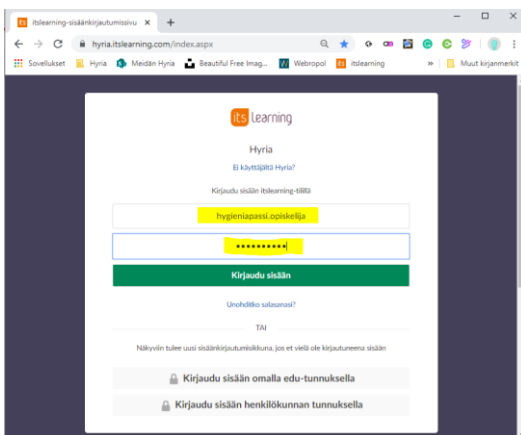 itslearning-sisäänkirjautumissivu
hyria.itslearning.com/index.aspx
Sovellukset Hyria Meidän Hyria Beautiful Free Imag... Webropol itslearning » Muut kirjanmerkit
its learning
Hyria
Ei käyttäjältä Hyria?
Kirjaudu sisään itslearning-tilillä
hygieniapassi.opiskelija
••••••••••
Kirjaudu sisään
Unohditko salasanasi?
TAI
Näkyviin tulee uusi sisäänkirjautumisikkuna, jos et vielä ole kirjautuneena sisään
Kirjaudu sisään omalla edu-tunnuksella
Kirjaudu sisään henkilökunnan tunnuksella